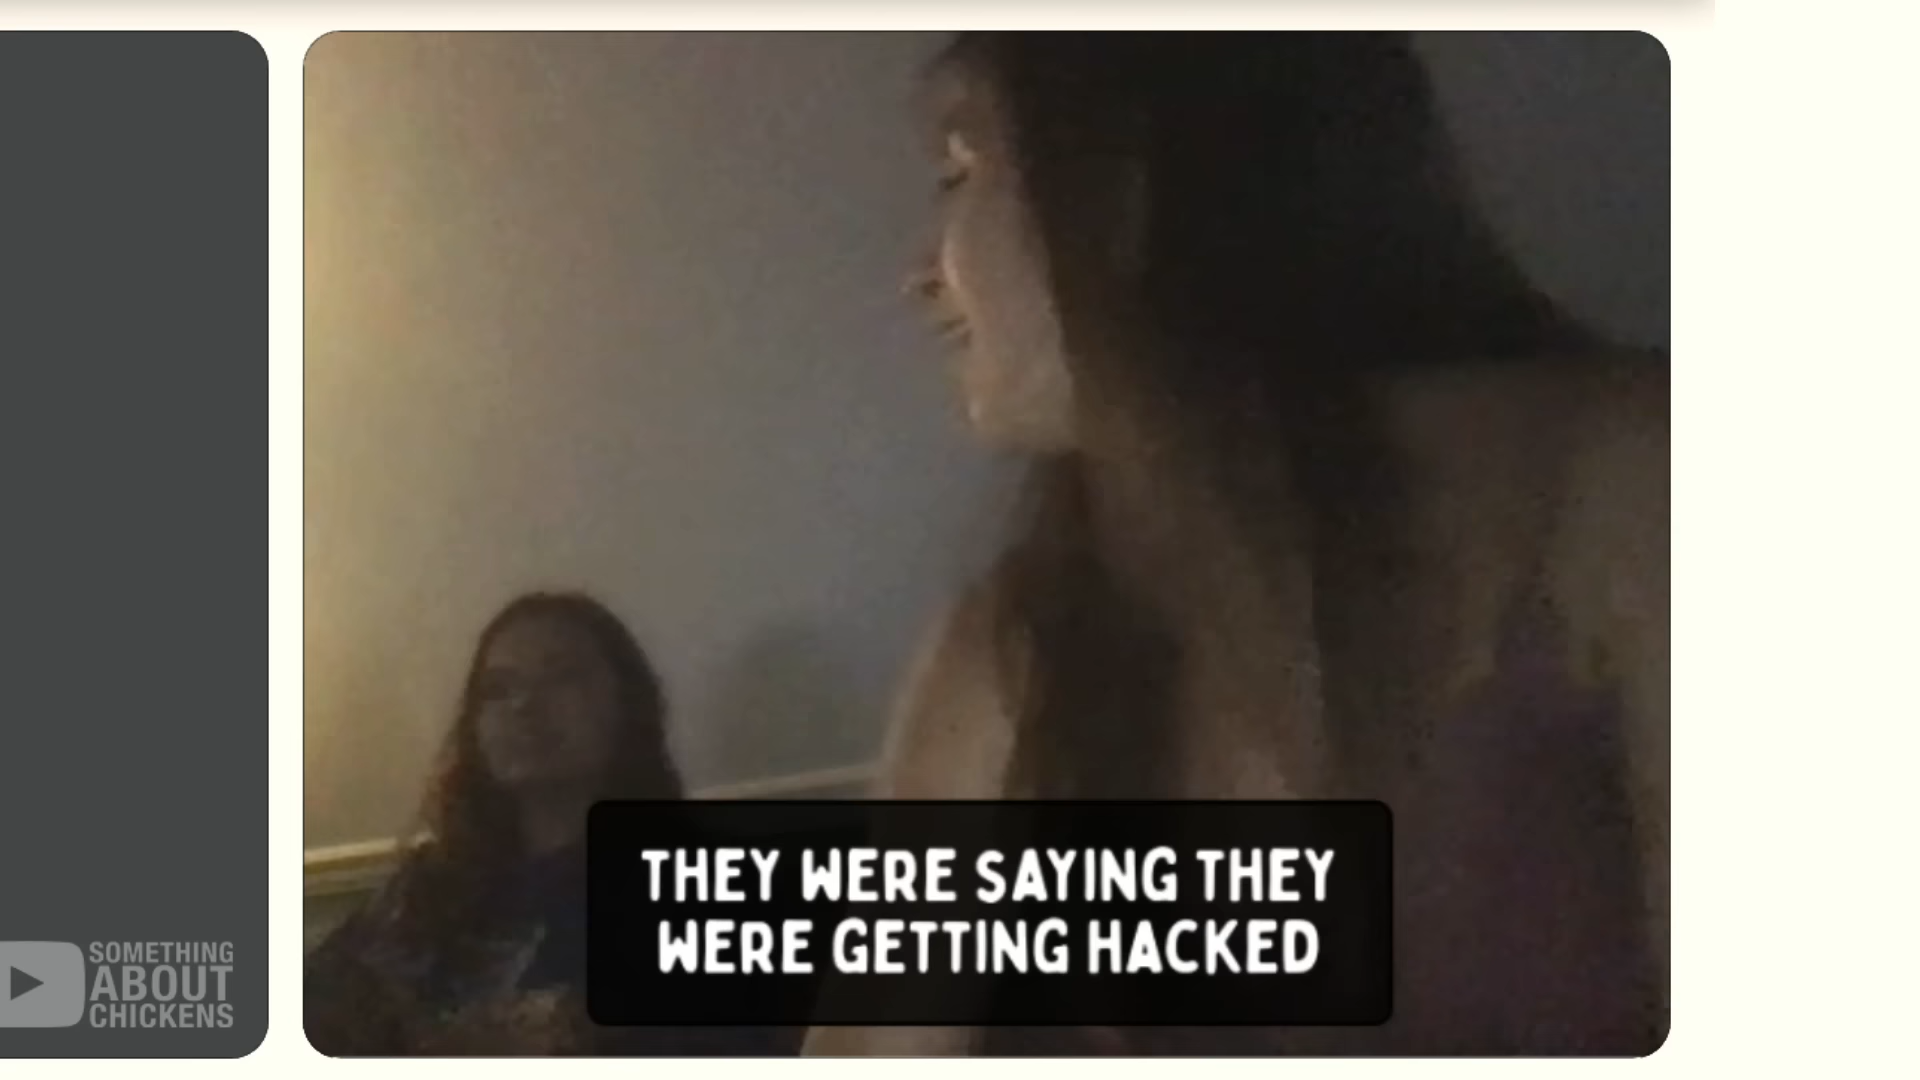 SOMETHING
ABOUT
CHICKENS
THEY WERE SAYING THEY
WERE GETTING HACKED